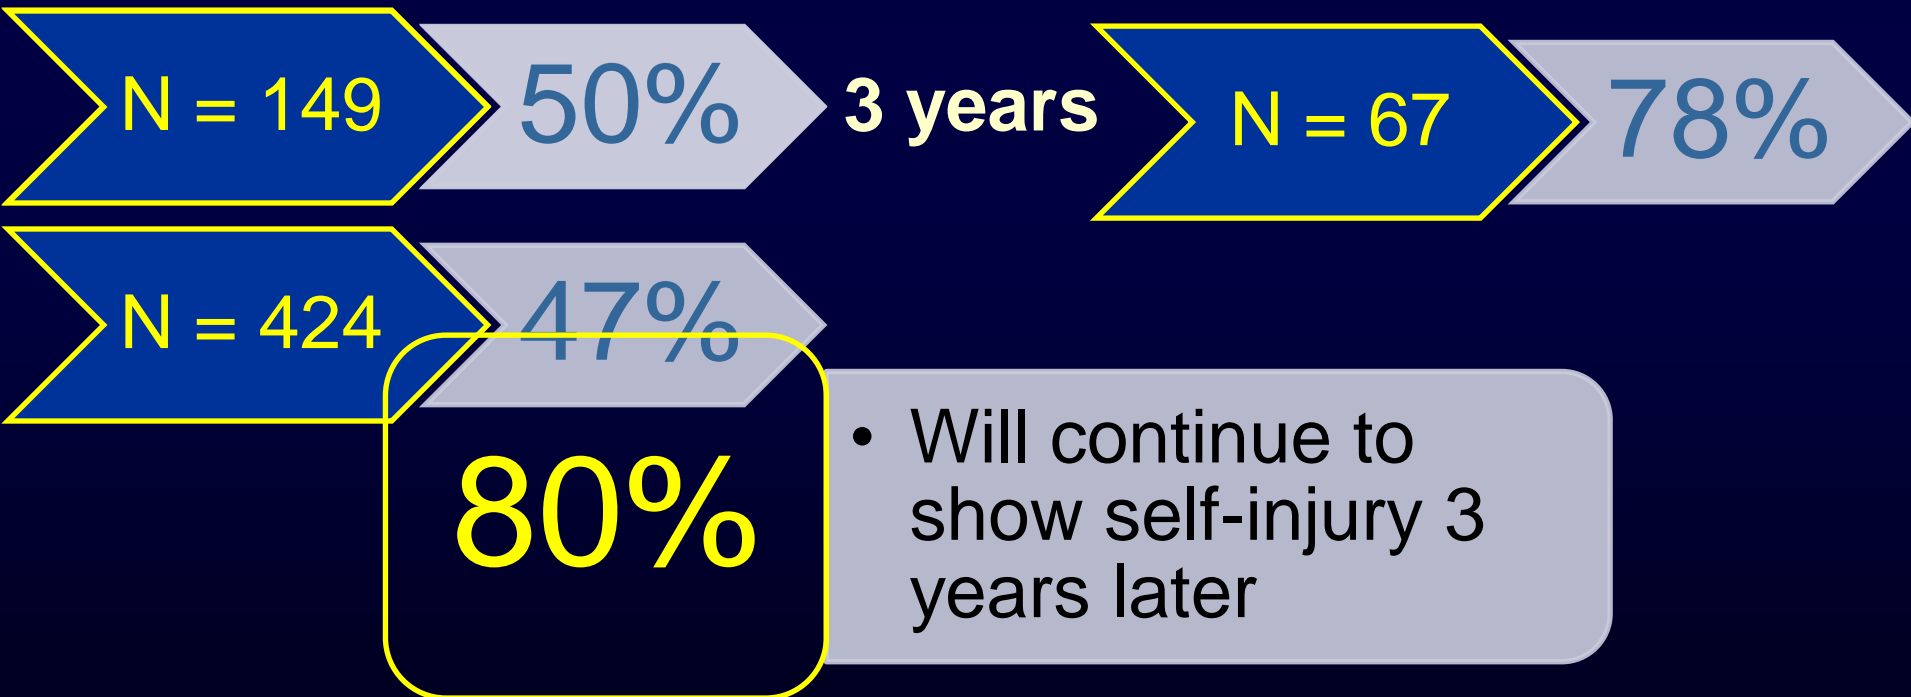 N = 149
50%
3 years
N = 67
78%
N = 424
47%
80%
• Will continue to
show self-injury 3
years later